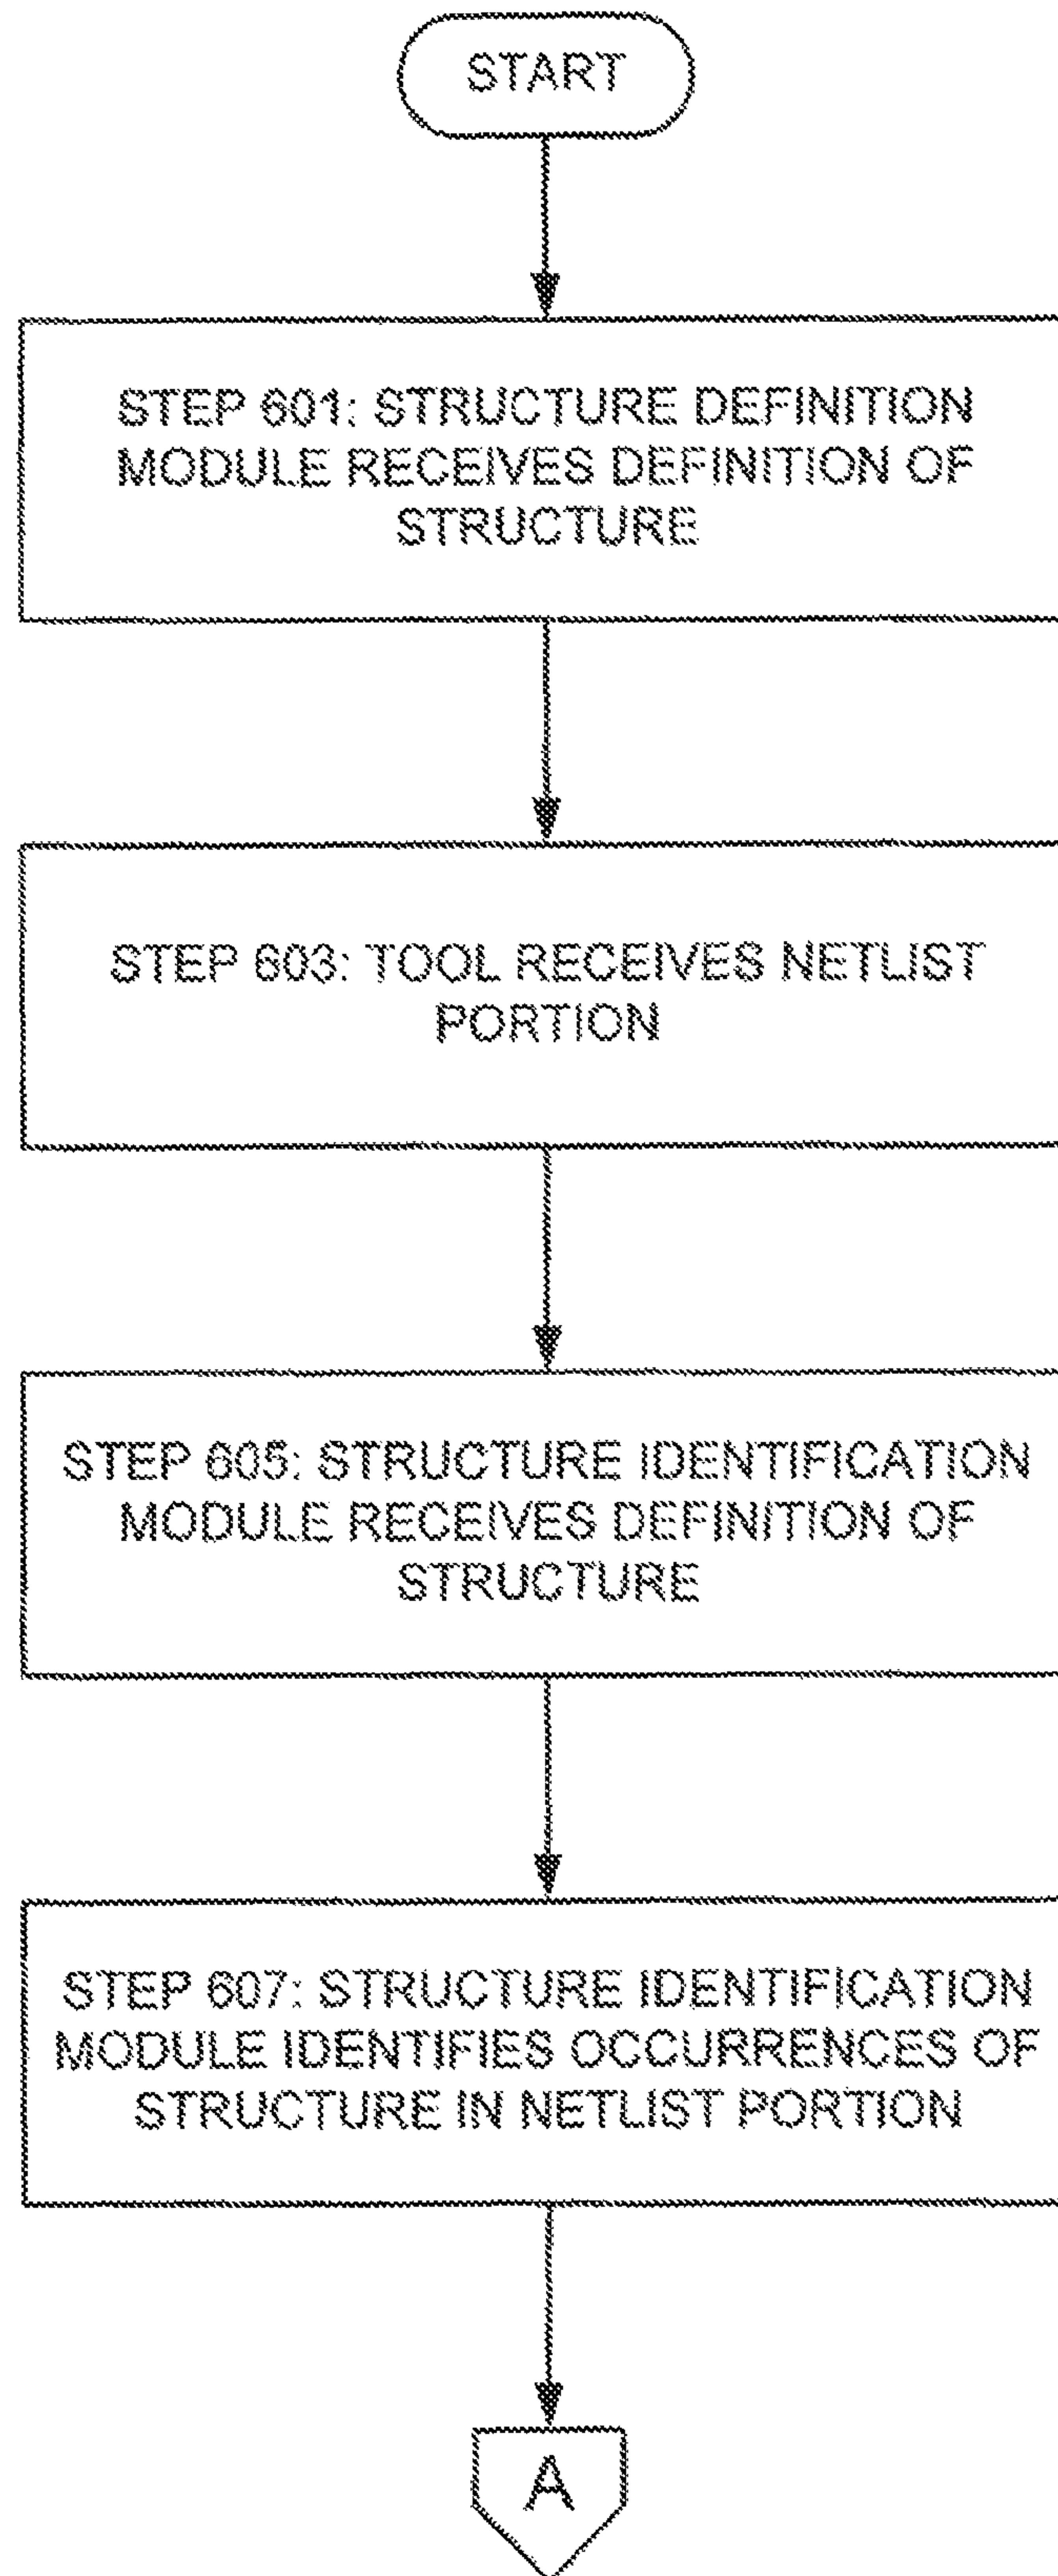 START
STEP 601: STRUCTURE DEFINITION
MODULE RECEIVES DEFINITION OF
STRUCTURE
STEP 603: TOOL RECEIVES NETLIST
PORTION
STEP 605: STRUCTURE IDENTIFICATION
MODULE RECEIVES DEFINITION OF
STRUCTURE
STEP 607: STRUCTURE IDENTIFICATION
MODULE IDENTIFIES OCCURRENCES OF
STRUCTURE IN NETLIST PORTION
A